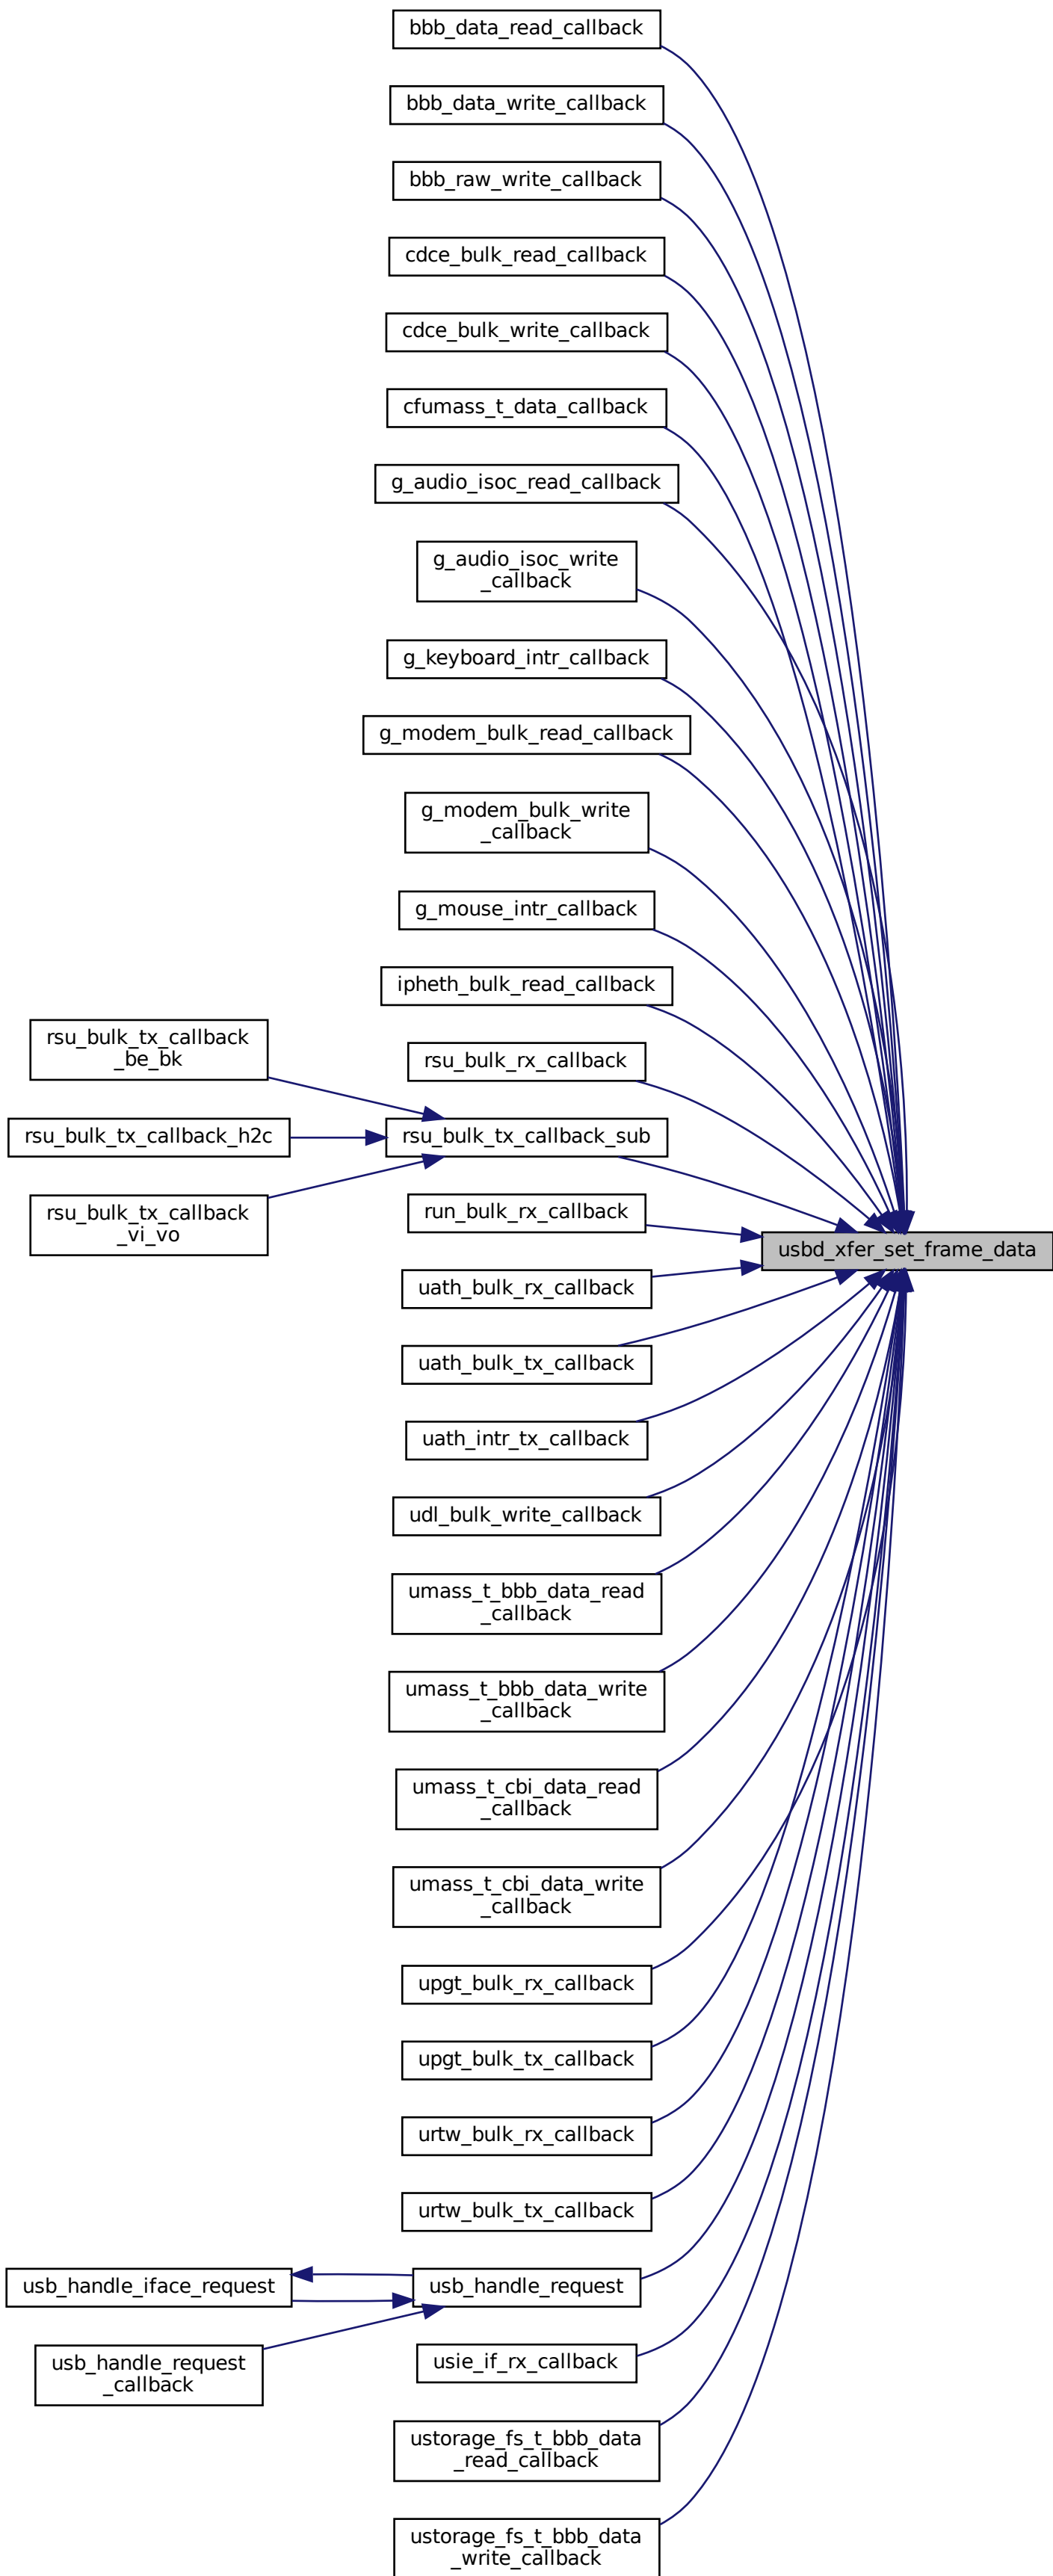 bbb_data_read_callback
bbb_data_write_callback
bbb_raw_write_callback
cdce_bulk_read_callback
cdce_bulk_write_callback
cfumass_t_data_callback
g_audio_isoc_read_callback
g_audio_isoc_write
_callback
g_keyboard_intr_callback
g_modem_bulk_read_callback
g_modem_bulk_write
_callback
g_mouse_intr_callback
ipheth_bulk_read_callback
rsu_bulk_rx_callback
rsu_bulk_tx_callback
_be_bk
rsu_bulk_tx_callback_h2c
rsu_bulk_tx_callback_sub
rsu_bulk_tx_callback
_vi_vo
run_bulk_rx_callback
usbd_xfer_set_frame_data
uath_bulk_rx_callback
uath_bulk_tx_callback
uath_intr_tx_callback
udl_bulk_write_callback
umass_t_bbb_data_read
_callback
umass_t_bbb_data_write
_callback
umass_t_cbi_data_read
_callback
umass_t_cbi_data_write
_callback
upgt_bulk_rx_callback
upgt_bulk_tx_callback
urtw_bulk_rx_callback
urtw_bulk_tx_callback
usb_handle_iface_request
usb_handle_request
usb_handle_request
_callback
usie_if_rx_callback
ustorage_fs_t_bbb_data
_read_callback
ustorage_fs_t_bbb_data
_write_callback